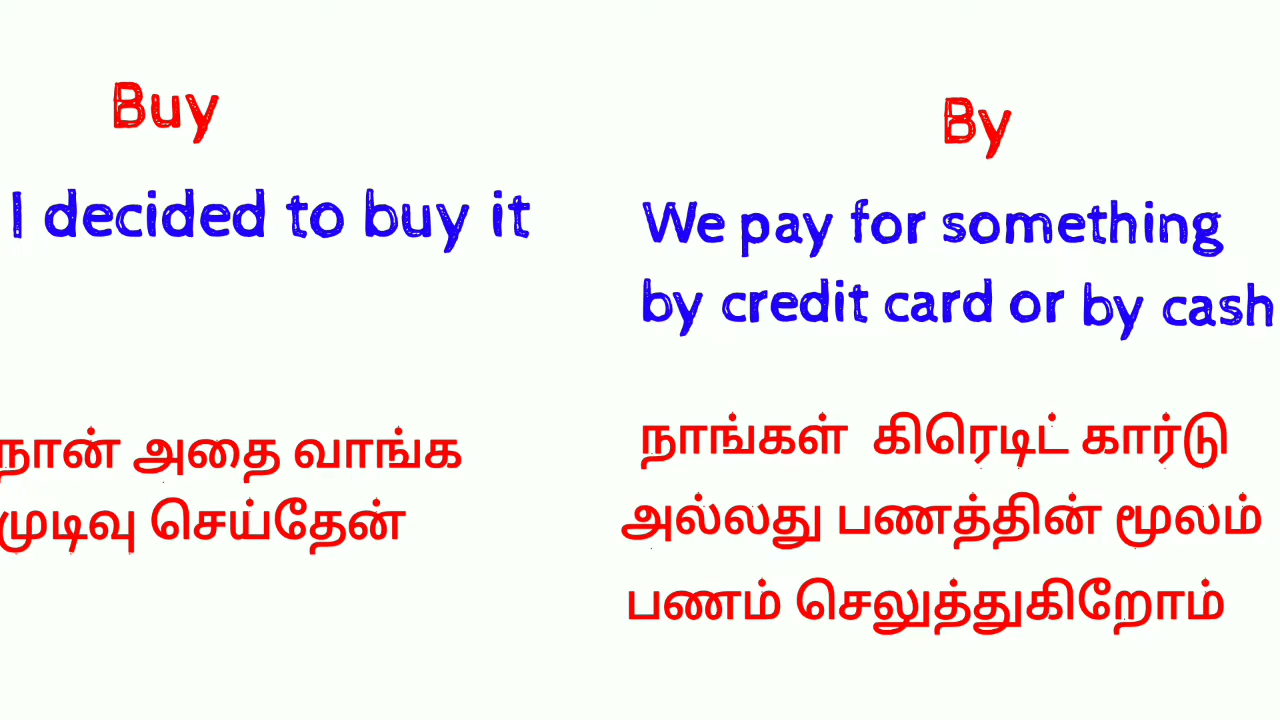 Buy
I decided to buy it
நான் அதை வாங்க
முடிவு செய்தேன்
By
We pay for something
by credit card or by cash
நாங்கள் கிரெடிட் கார்டு
அல்லது பணத்தின் மூலம்
பணம் செலுத்துகிறோம்